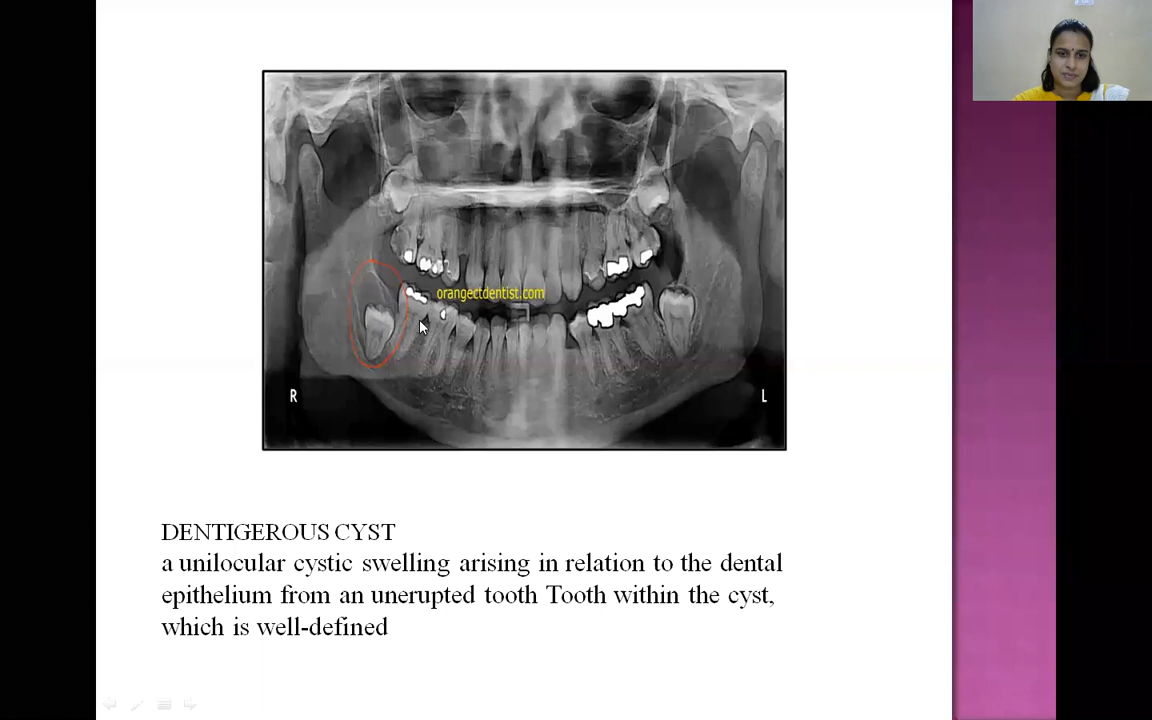 orangectdentist.com
R
L
DENTIGEROUS CYST
a unilocular cystic swelling arising in relation to the dental
epithelium from an unerupted tooth Tooth within the cyst,
which is well-defined